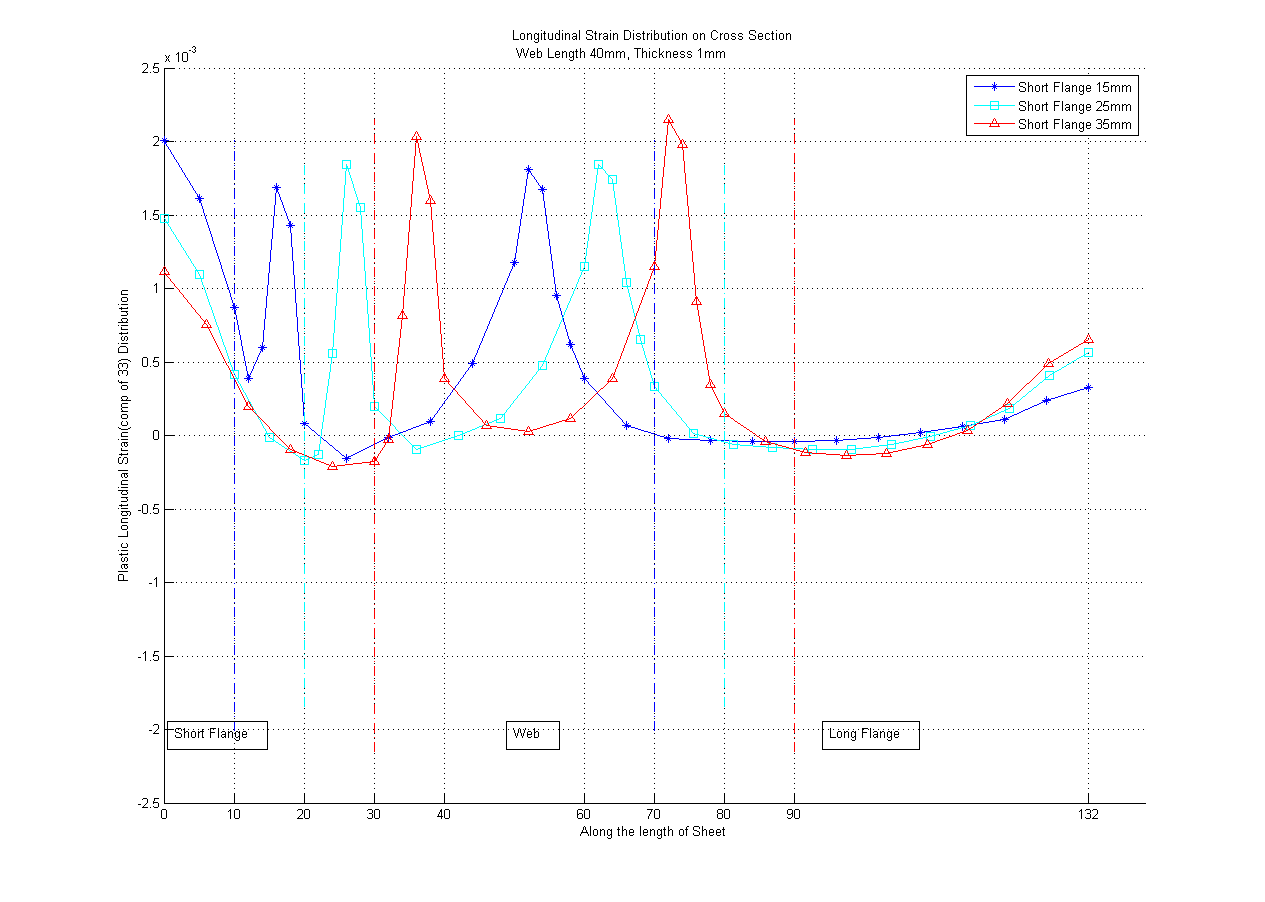 Longitudinal Strain Distribution on Cross Section
Web Length 40mm, Thickness 1mm
x 10^-3
2.5
2
1.5
1
0.5
0
-0.5
-1
-1.5
-2
-2.5
Plastic Longitudinal Strain(comp of 33) Distribution
Short Flange 15mm
Short Flange 25mm
Short Flange 35mm
Short Flange
Web
Long Flange
0 10 20 30 40 60 70 80 90 132
Along the length of Sheet